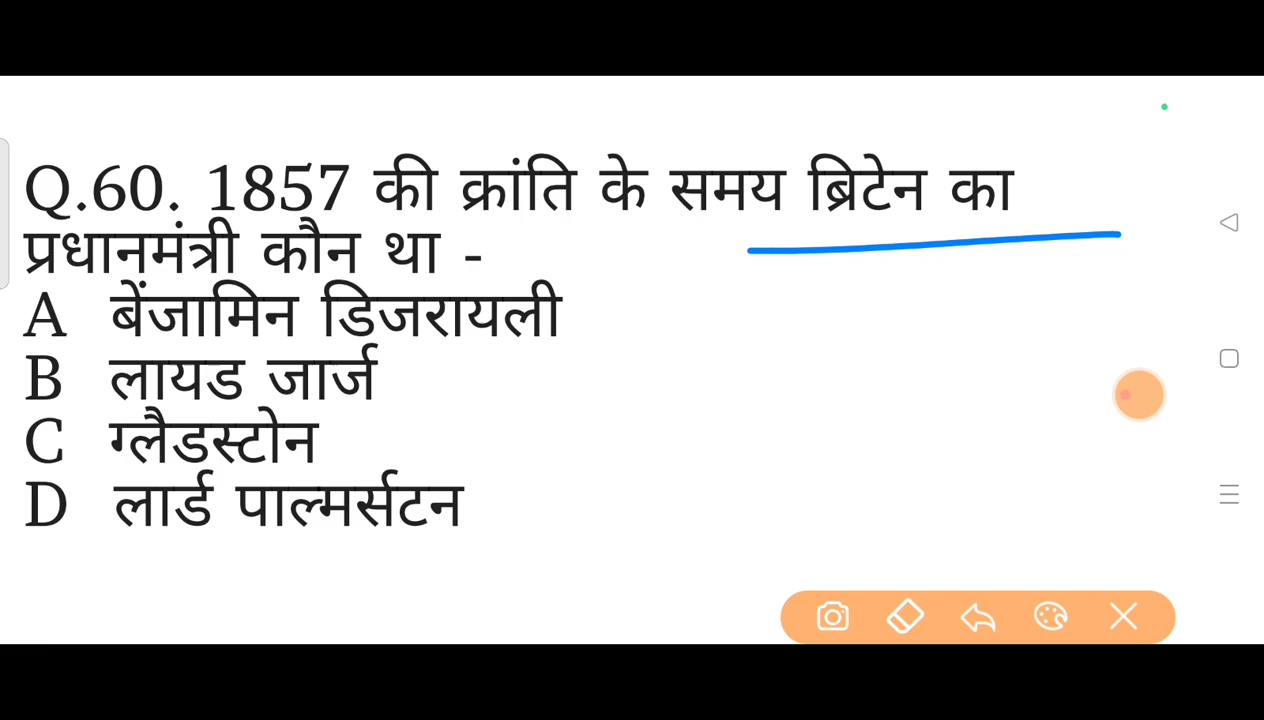 Q.60. 1857 की क्रांति के समय ब्रिटेन का
प्रधानमंत्री कौन था -
A बेंजामिन डिजरायली
B लायड जार्ज
C ग्लैडस्टोन
D लार्ड पाल्मर्सटन